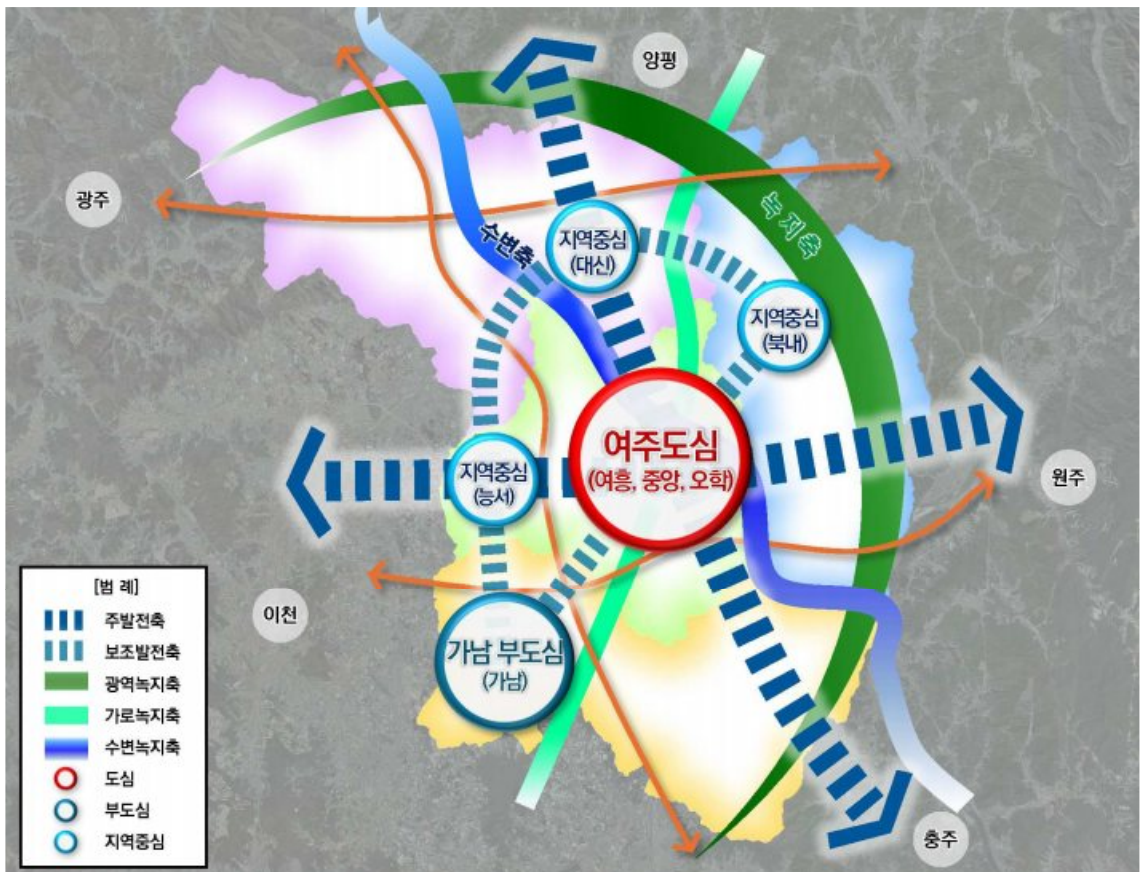 양평
광주
녹지축
수변축
지역중심
(대신)
지역중심
(북내)
여주도심
(여흥, 중앙, 오학)
지역중심
(능서)
원주
이천
가남 부도심
(가남)
충주
[범 례]
주발전축
보조발전축
광역녹지축
가로녹지축
수변녹지축
도심
부도심
지역중심